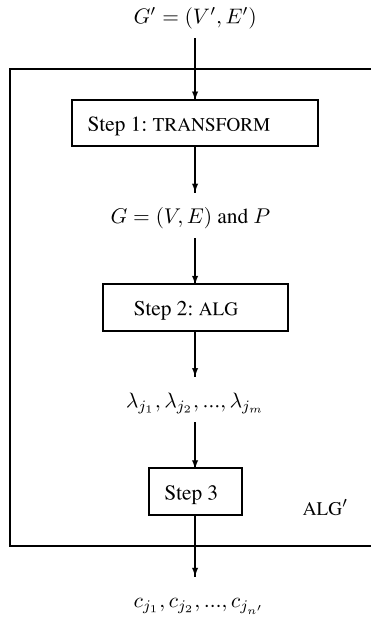 G′ = (V′, E′)
Step 1: TRANSFORM
G = (V, E) and P
Step 2: ALG
λ_{j_1}, λ_{j_2}, ..., λ_{j_m}
Step 3
ALG′
c_{j_1}, c_{j_2}, ..., c_{j_{n′}}